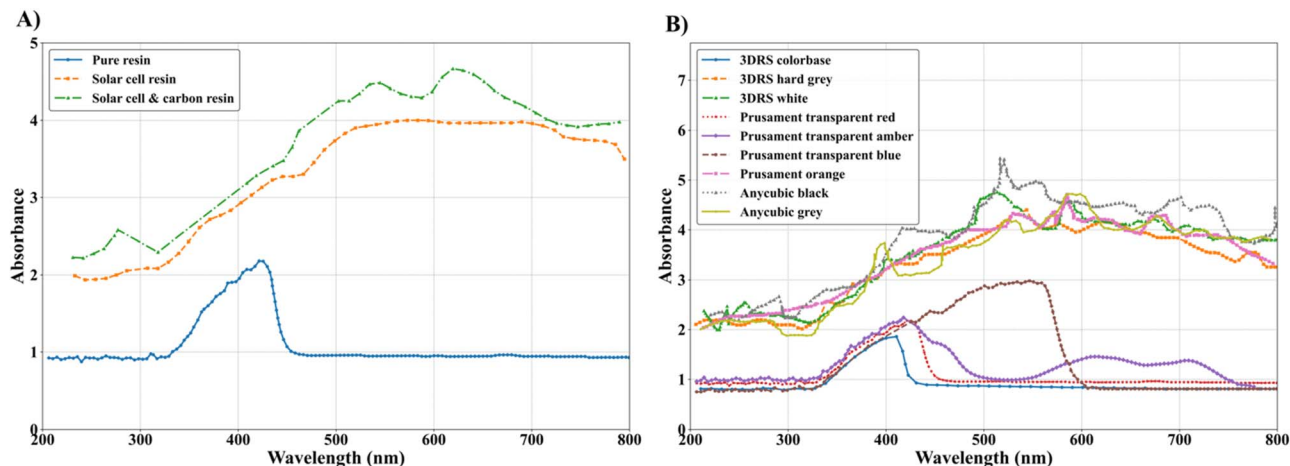 A)
5
4
3
2
1
0
Absorbance
200
300
400
500
600
700
800
Wavelength (nm)
Pure resin
Solar cell resin
Solar cell & carbon resin
B)
7
6
5
4
3
2
1
0
Absorbance
200
300
400
500
600
700
800
Wavelength (nm)
3DRS colorbase
3DRS hard grey
3DRS white
Prusament transparent red
Prusament transparent amber
Prusament transparent blue
Prusament orange
Anycubic black
Anycubic grey